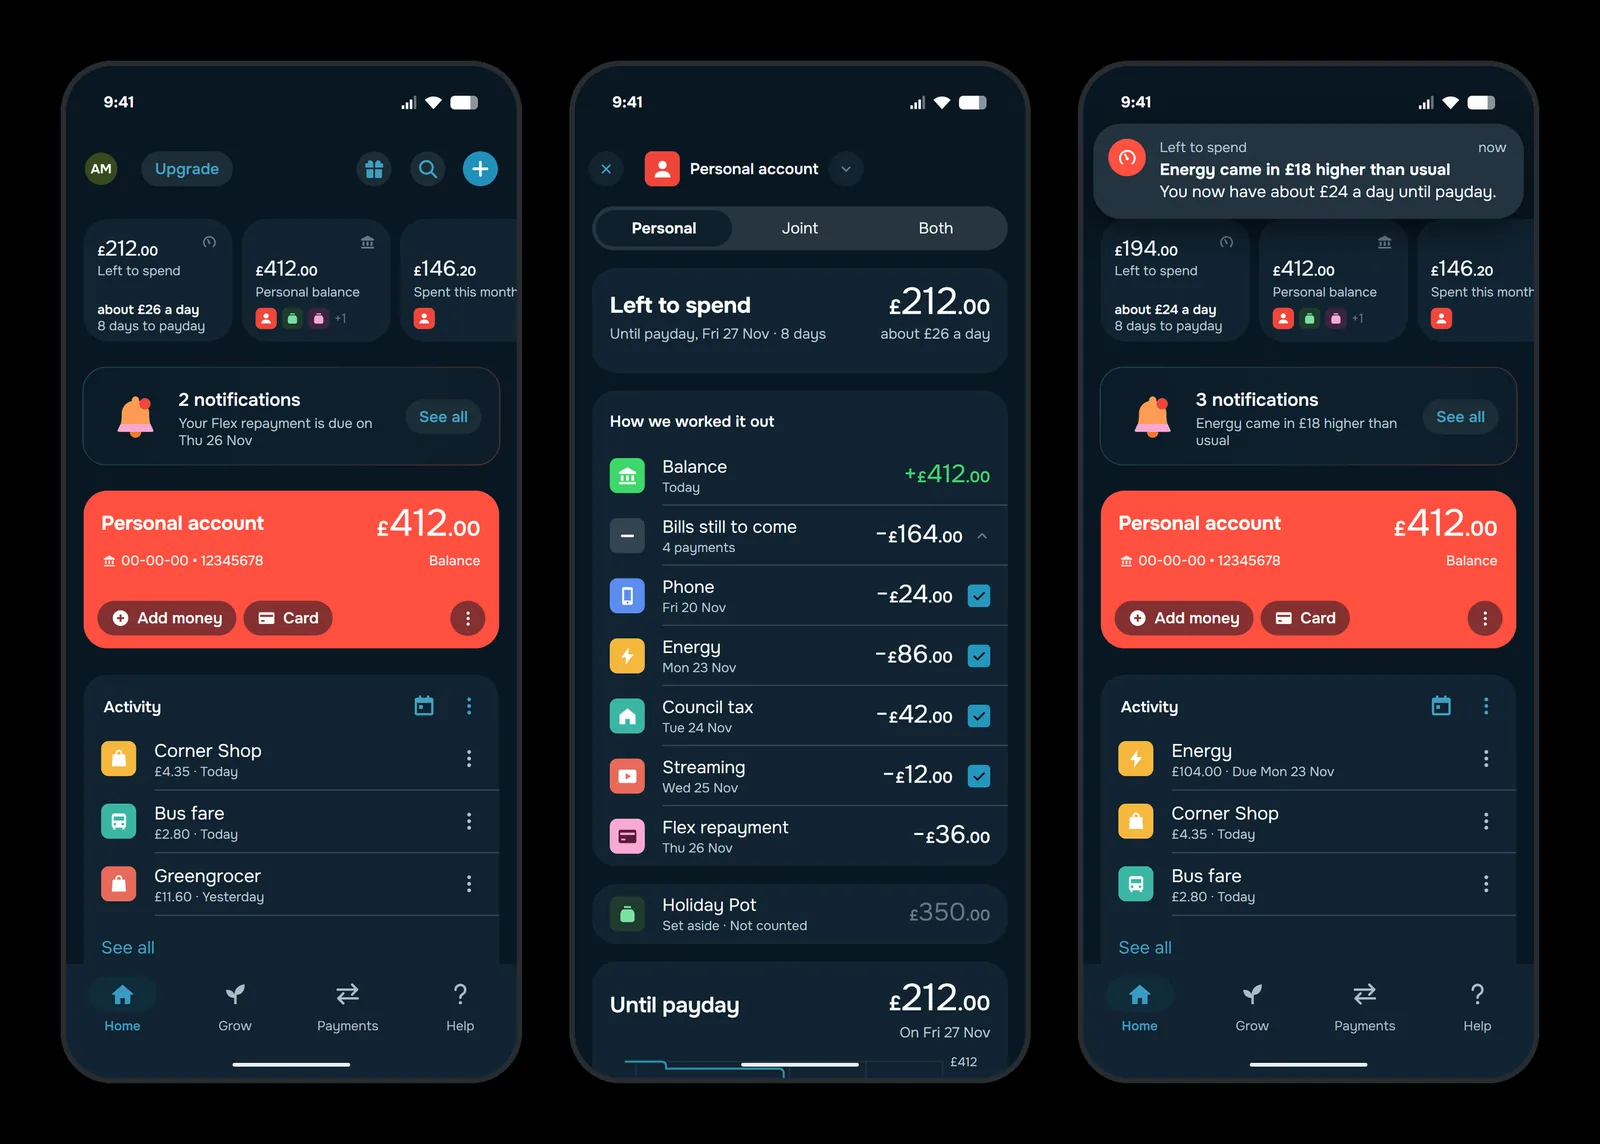 9:41
AM
Upgrade
£212.00
Left to spend
about £26 a day
8 days to payday
£412.00
Personal balance
+1
£146.20
Spent this month
2 notifications
Your Flex repayment is due on
Thu 26 Nov
See all
Personal account
£412.00
00-00-00 • 12345678
Balance
Add money
Card
Activity
Corner Shop
£4.35 · Today
Bus fare
£2.80 · Today
Greengrocer
£11.60 · Yesterday
See all
Home
Grow
Payments
Help
9:41
Personal account
Personal
Joint
Both
Left to spend
£212.00
Until payday, Fri 27 Nov · 8 days
about £26 a day
How we worked it out
Balance
Today
+£412.00
Bills still to come
4 payments
-£164.00
Phone
Fri 20 Nov
-£24.00
Energy
Mon 23 Nov
-£86.00
Council tax
Tue 24 Nov
-£42.00
Streaming
Wed 25 Nov
-£12.00
Flex repayment
Thu 26 Nov
-£36.00
Holiday Pot
Set aside · Not counted
£350.00
Until payday
£212.00
On Fri 27 Nov
£412
9:41
Left to spend
now
Energy came in £18 higher than usual
You now have about £24 a day until payday.
£194.00
Left to spend
about £24 a day
8 days to payday
£412.00
Personal balance
+1
£146.20
Spent this month
3 notifications
Energy came in £18 higher than
usual
See all
Personal account
£412.00
00-00-00 • 12345678
Balance
Add money
Card
Activity
Energy
£104.00 · Due Mon 23 Nov
Corner Shop
£4.35 · Today
Bus fare
£2.80 · Today
See all
Home
Grow
Payments
Help